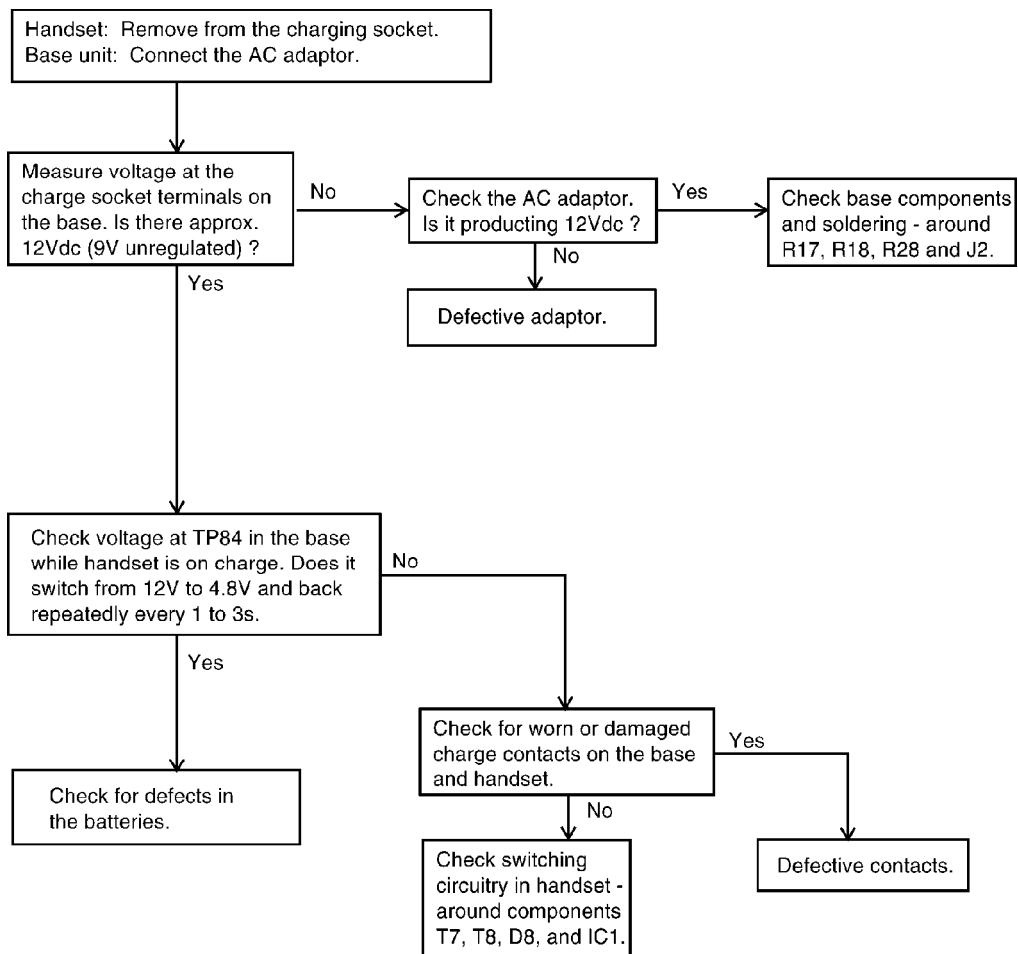 Handset: Remove from the charging socket.
Base unit: Connect the AC adaptor.
Measure voltage at the
charge socket terminals on
the base. Is there approx.
12Vdc (9V unregulated) ?
No
Check the AC adaptor.
Is it producting 12Vdc ?
Yes
Check base components
and soldering - around
R17, R18, R28 and J2.
No
Defective adaptor.
Yes
Check voltage at TP84 in the base
while handset is on charge. Does it
switch from 12V to 4.8V and back
repeatedly every 1 to 3s.
No
Yes
Check for defects in
the batteries.
Check for worn or damaged
charge contacts on the base
and handset.
Yes
Defective contacts.
No
Check switching
circuitry in handset -
around components
T7, T8, D8, and IC1.